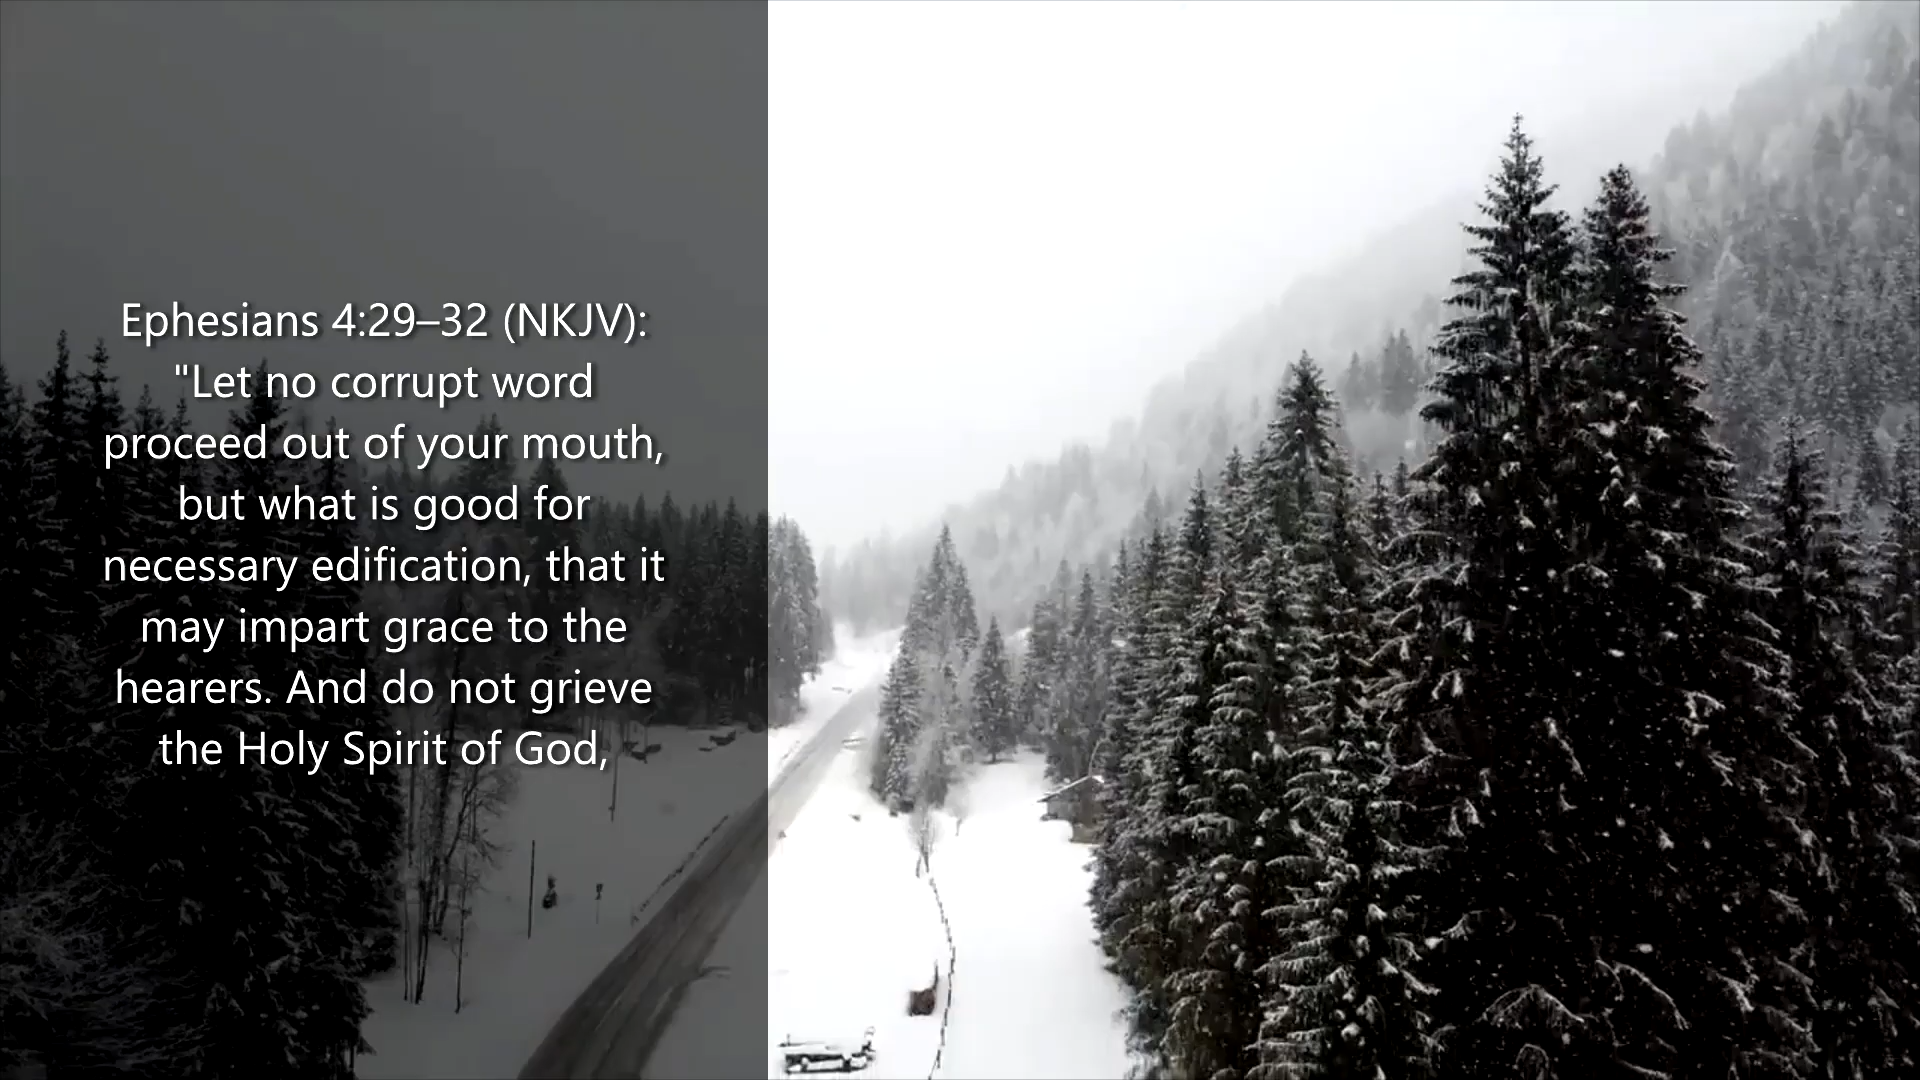 Ephesians 4:29–32 (NKJV):
"Let no corrupt word
proceed out of your mouth,
but what is good for
necessary edification, that it
may impart grace to the
hearers. And do not grieve
the Holy Spirit of God,